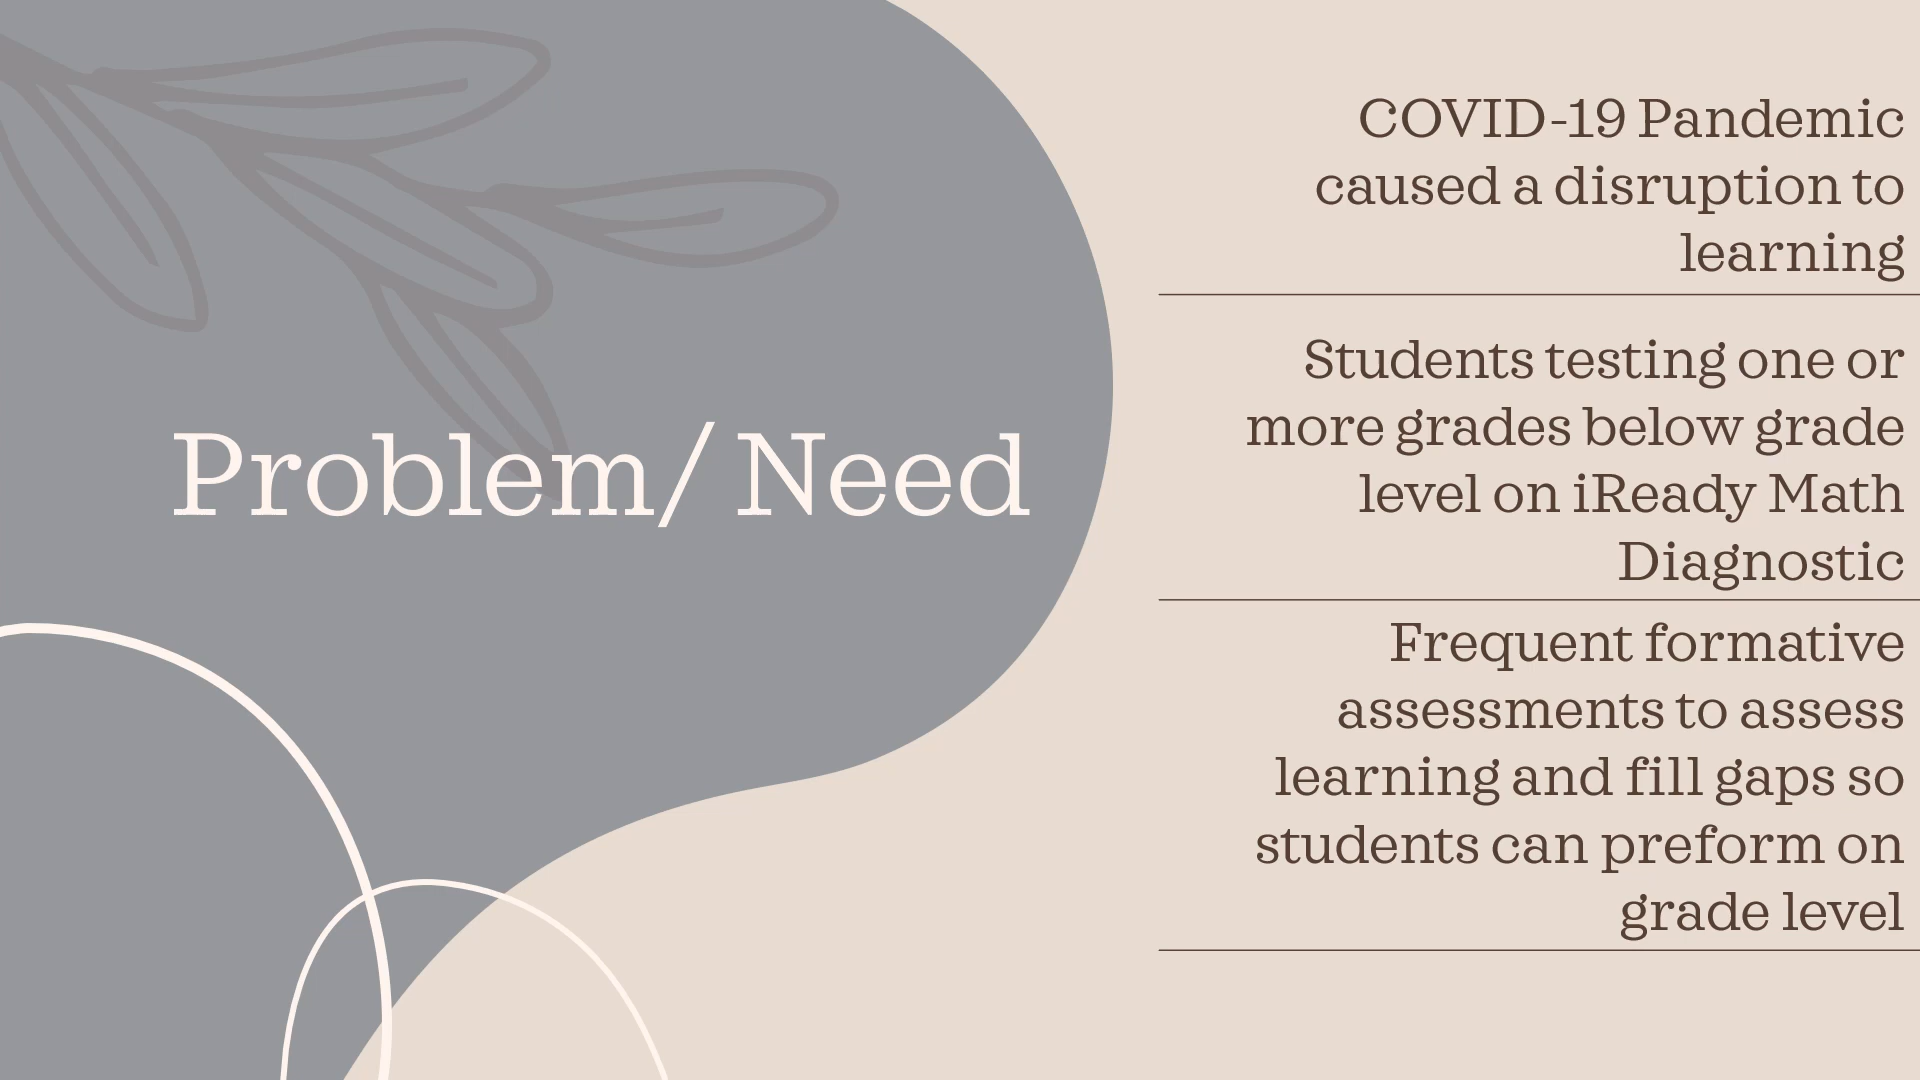 Problem/ Need
COVID-19 Pandemic
caused a disruption to
learning
Students testing one or
more grades below grade
level on iReady Math
Diagnostic
Frequent formative
assessments to assess
learning and fill gaps so
students can preform on
grade level